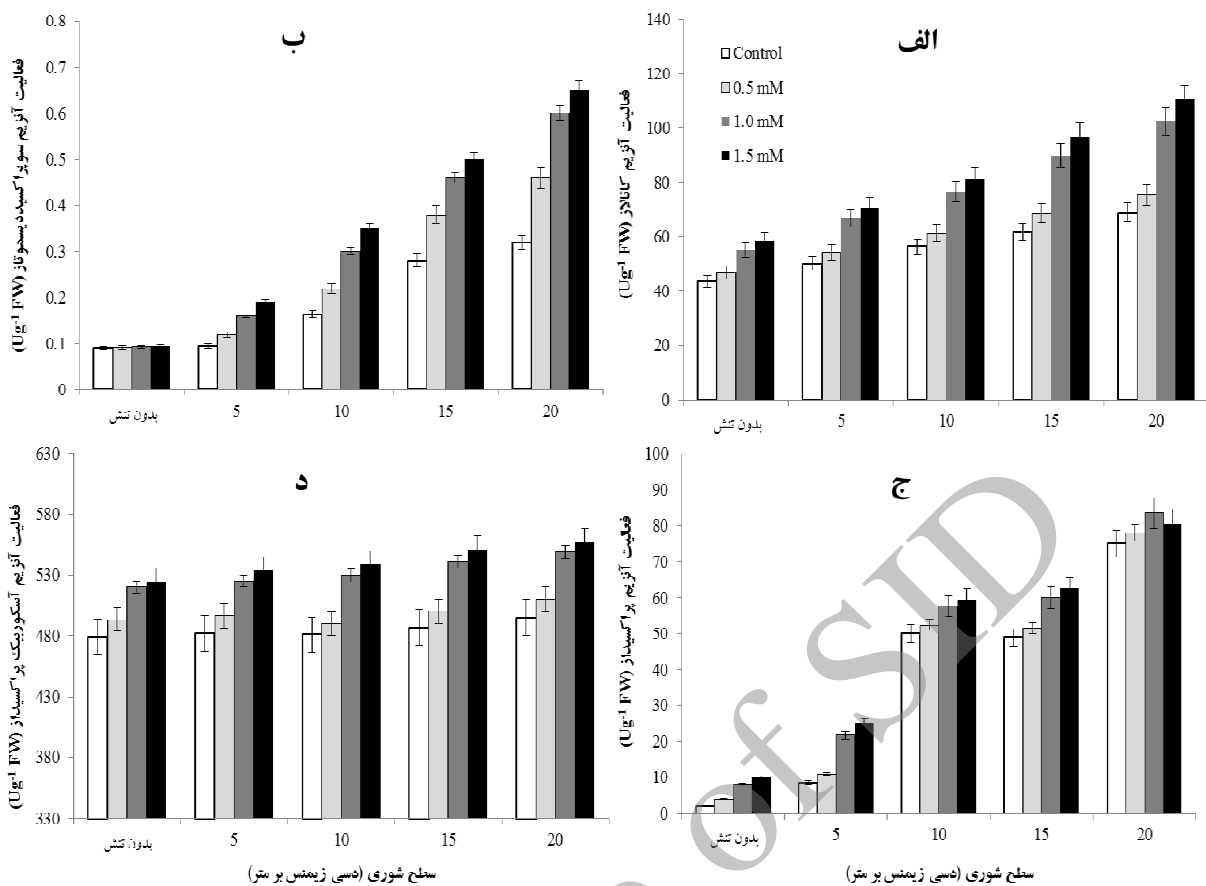 الف
فعالیت آنزیم کاتالاز (Ug-1 FW)
140
120
100
80
60
40
20
0
Control
0.5 mM
1.0 mM
1.5 mM
بدون تنش
5
10
15
20
ب
فعالیت آنزیم سوپراکسیددیسموتاز (Ug-1 FW)
0.8
0.7
0.6
0.5
0.4
0.3
0.2
0.1
0
بدون تنش
5
10
15
20
ج
فعالیت آنزیم پراکسیداز (Ug-1 FW)
100
90
80
70
60
50
40
30
20
10
0
بدون تنش
5
10
15
20
سطح شوری (دسی زیمنس بر متر)
د
فعالیت آنزیم آسکوربیک پراکسیداز (Ug-1 FW)
630
580
530
480
430
380
330
بدون تنش
5
10
15
20
سطح شوری (دسی زیمنس بر متر)
of SID